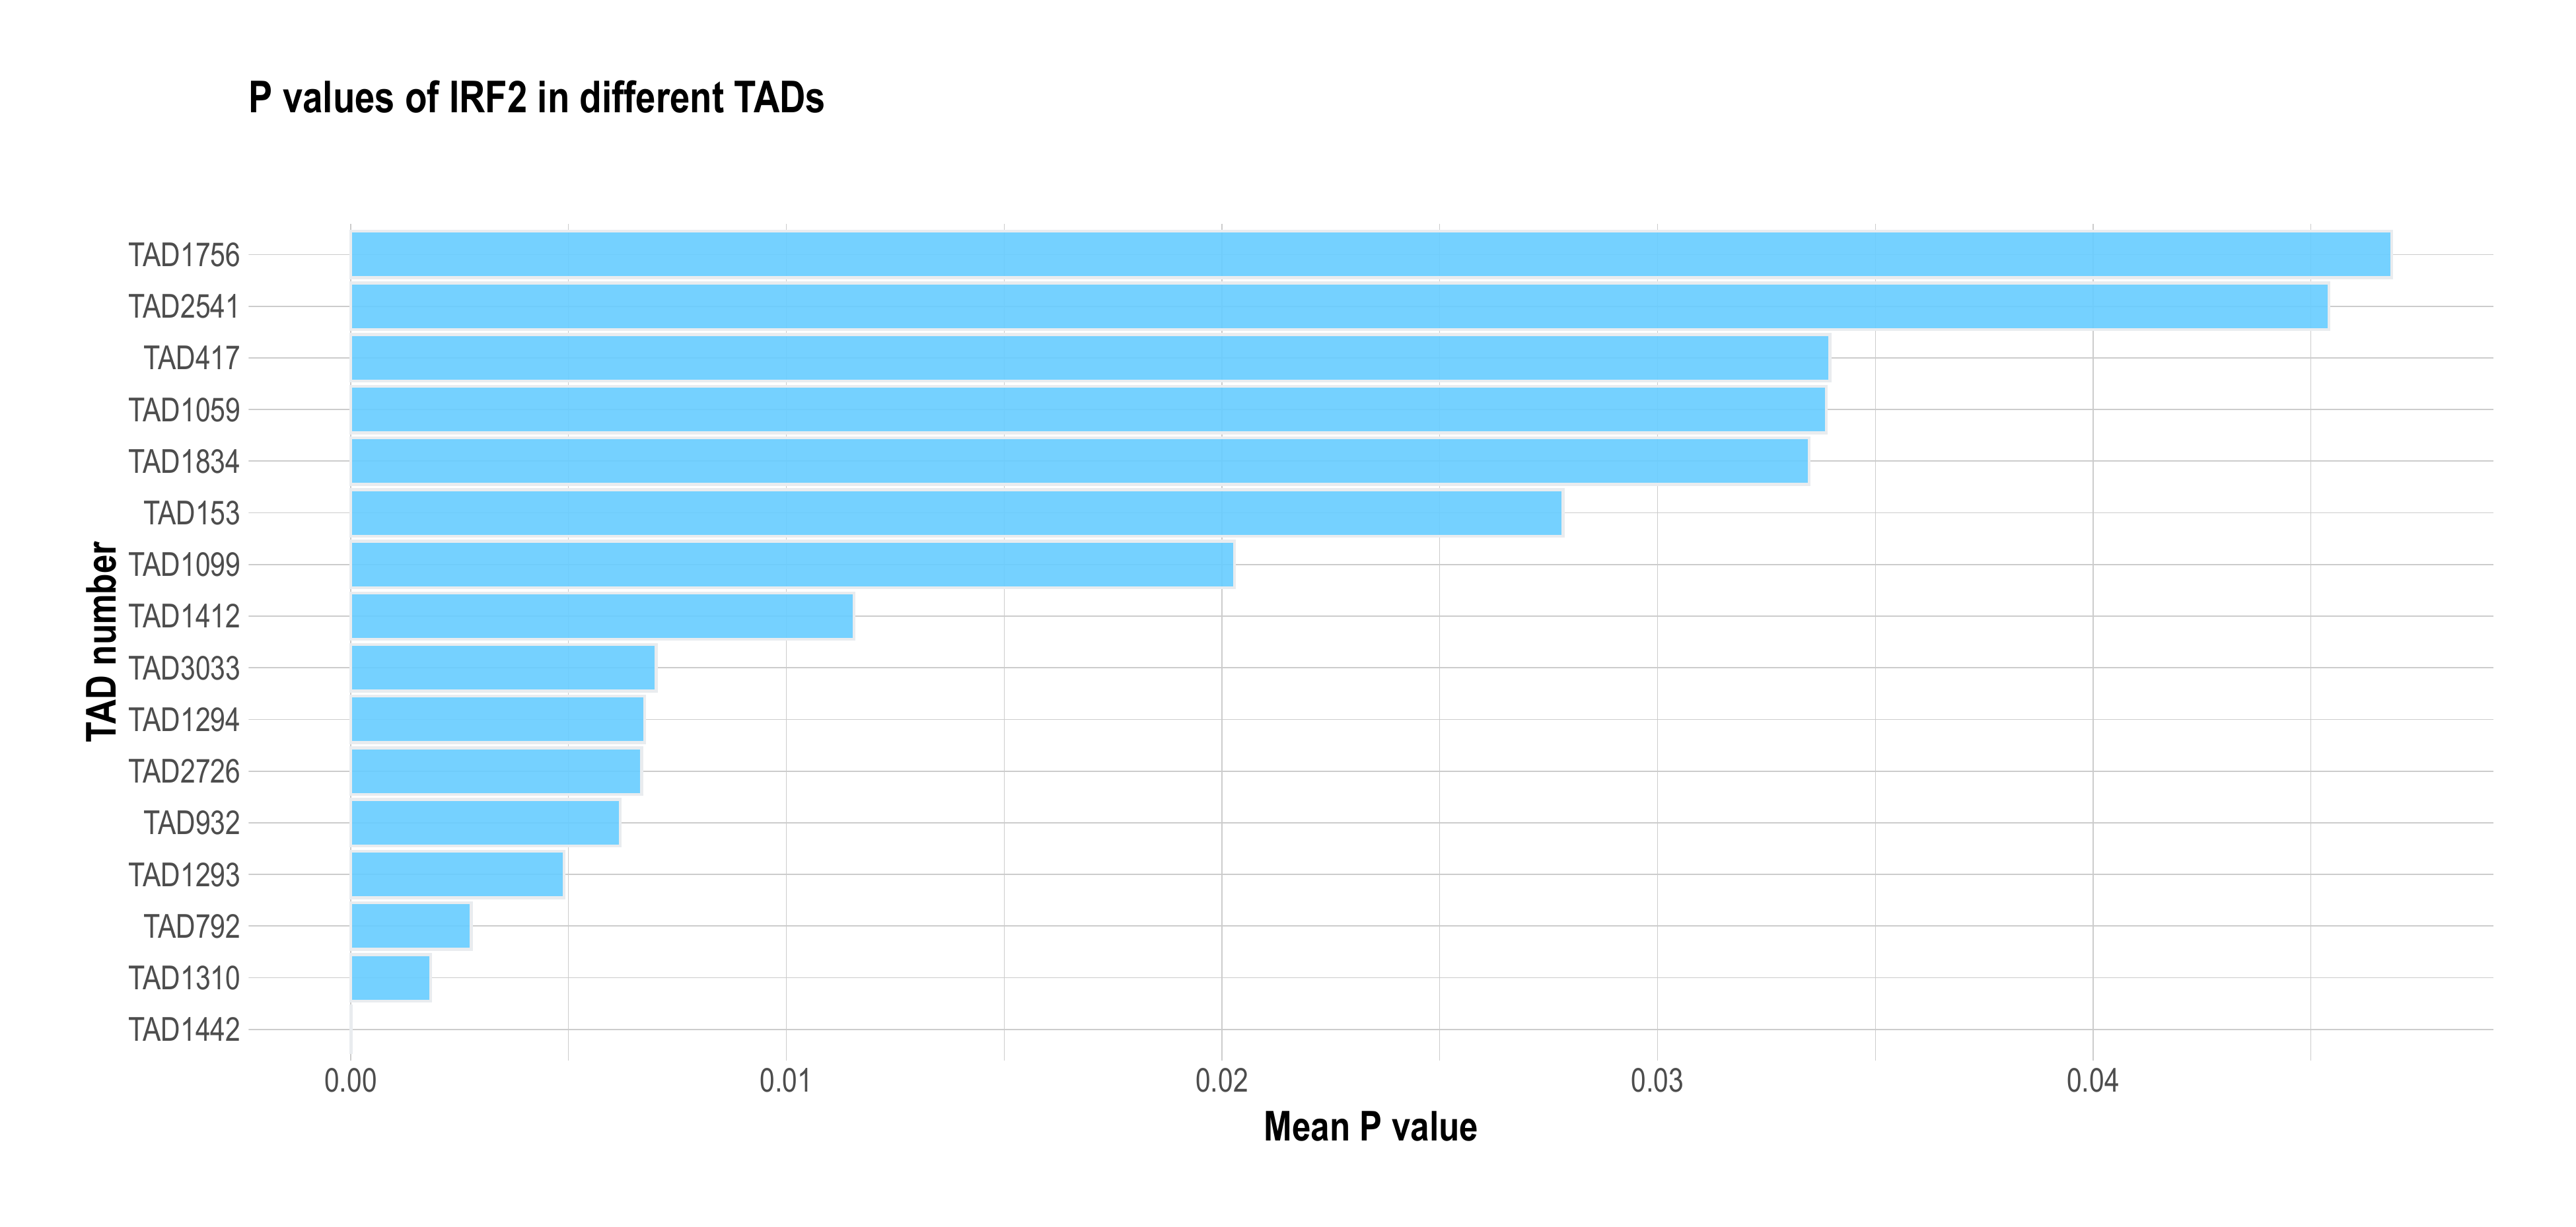 P values of IRF2 in different TADs
TAD1756
TAD2541
TAD417
TAD1059
TAD1834
TAD153
TAD1099
TAD1412
TAD3033
TAD1294
TAD2726
TAD932
TAD1293
TAD792
TAD1310
TAD1442
TAD number
0.00 0.01 0.02 0.03 0.04
Mean P value